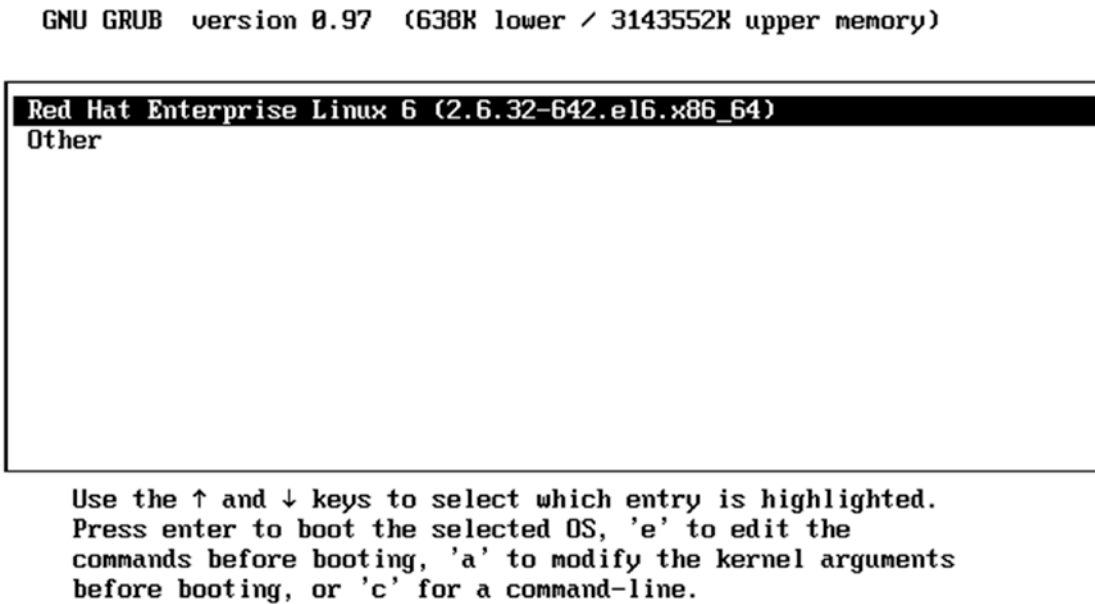 GNU GRUB  version 0.97  (638K lower / 3143552K upper memory)
Red Hat Enterprise Linux 6 (2.6.32-642.el6.x86_64)
Other
Use the ↑ and ↓ keys to select which entry is highlighted.
Press enter to boot the selected OS, 'e' to edit the
commands before booting, 'a' to modify the kernel arguments
before booting, or 'c' for a command-line.